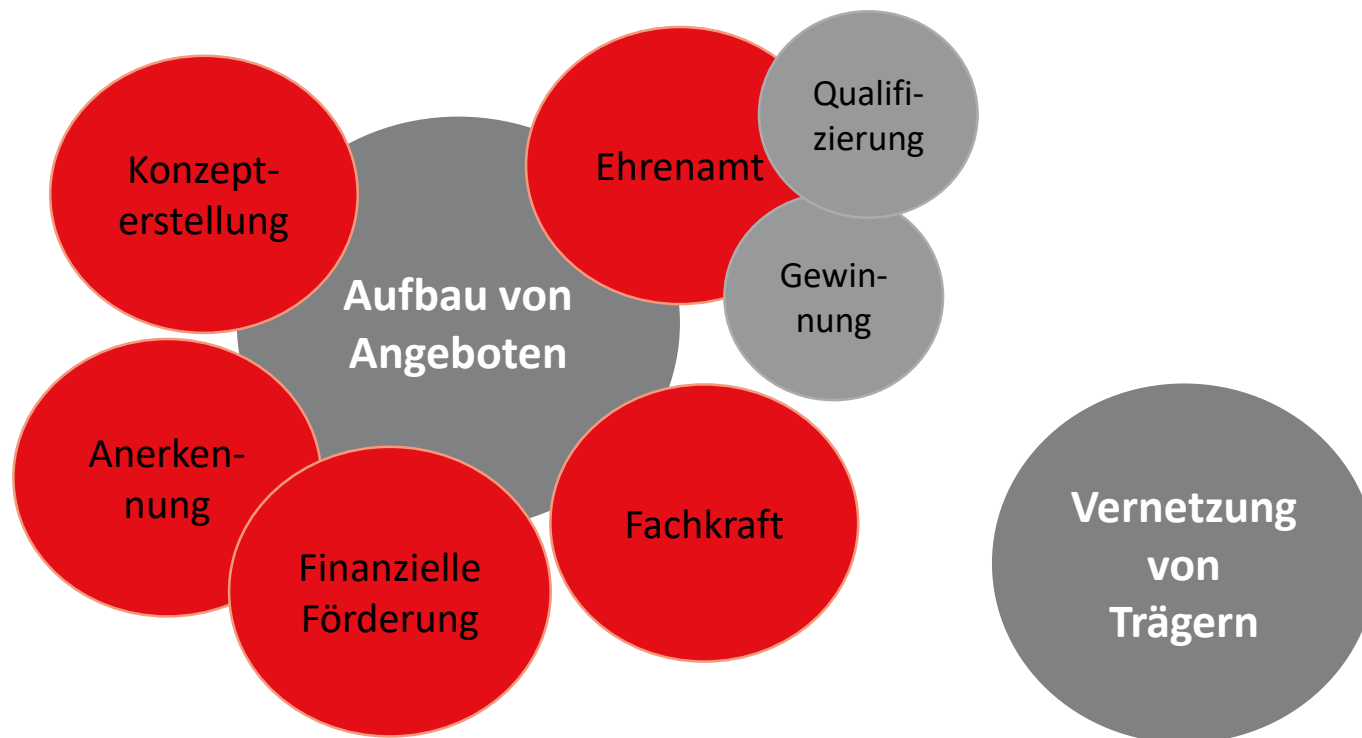 Konzept-
erstellung
Ehrenamt
Qualifi-
zierung
Gewin-
nung
Aufbau von
Angeboten
Anerken-
nung
Finanzielle
Förderung
Fachkraft
Vernetzung
von
Trägern